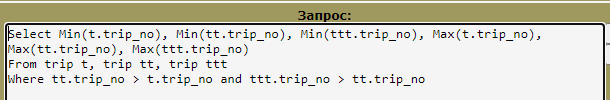 Запрос:
Select Min(t.trip_no), Min(tt.trip_no), Min(ttt.trip_no), Max(t.trip_no),
Max(tt.trip_no), Max(ttt.trip_no)
From trip t, trip tt, trip ttt
Where tt.trip_no > t.trip_no and ttt.trip_no > tt.trip_no